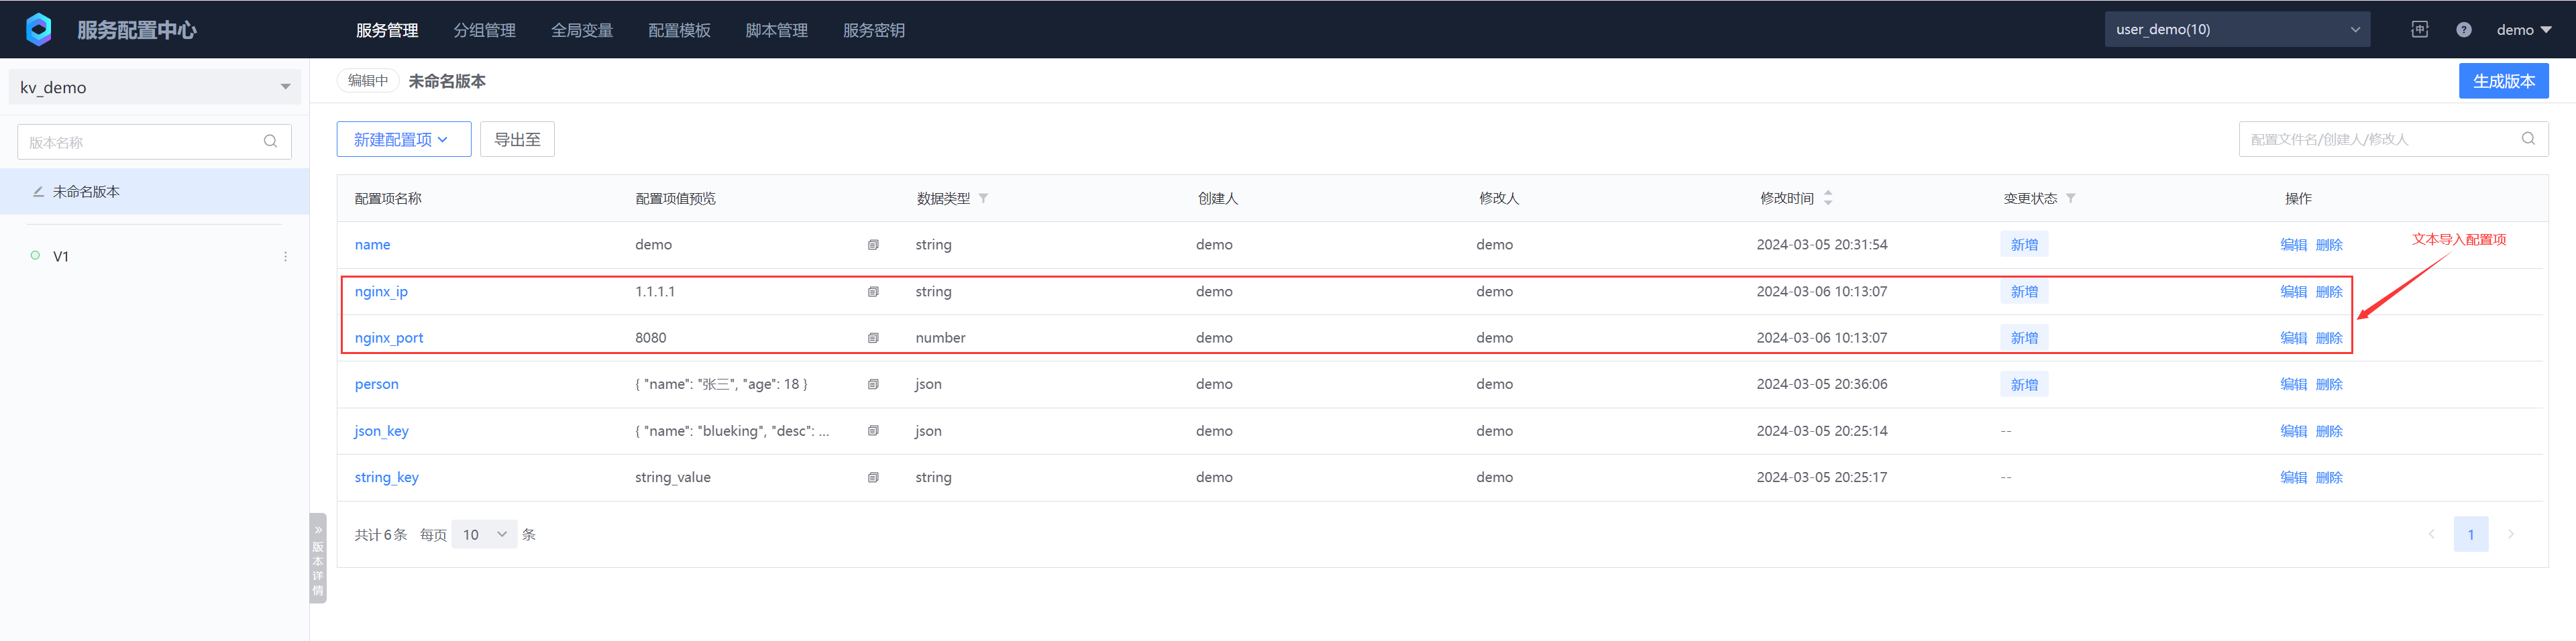 服务配置中心 服务管理 分组管理 全局变量 配置模板 脚本管理 服务密钥 user_demo(10) 中 ? demo
kv_demo 编辑中 未命名版本 生成版本
版本名称 新建配置项 导出至 配置文件名/创建人/修改人
未命名版本
V1
配置项名称 配置项值预览 数据类型 创建人 修改人 修改时间 变更状态 操作
name demo string demo demo 2024-03-05 20:31:54 新增 编辑 删除
文本导入配置项
nginx_ip 1.1.1.1 string demo demo 2024-03-06 10:13:07 新增 编辑 删除
nginx_port 8080 number demo demo 2024-03-06 10:13:07 新增 编辑 删除
person { "name": "张三", "age": 18 } json demo demo 2024-03-05 20:36:06 新增 编辑 删除
json_key { "name": "blueking", "desc": ... json demo demo 2024-03-05 20:25:14 -- 编辑 删除
string_key string_value string demo demo 2024-03-05 20:25:17 -- 编辑 删除
共计6条 每页 10 条 1
版本详情